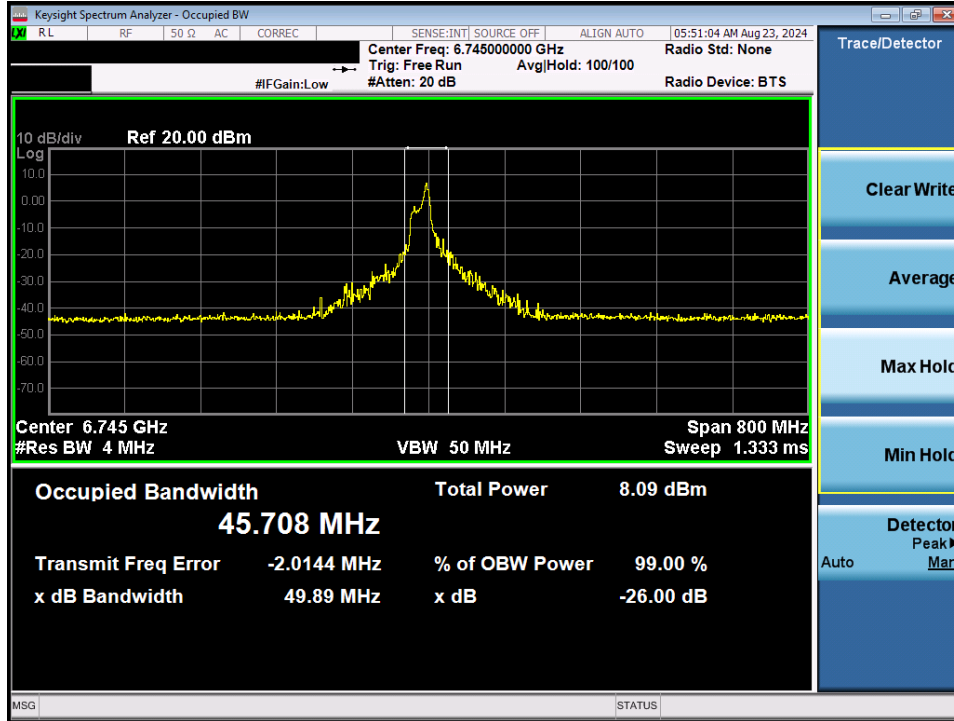 Keysight Spectrum Analyzer - Occupied BW
LXI RL RF 50 Ω AC CORREC SENSE:INT SOURCE OFF ALIGN AUTO 05:51:04 AM Aug 23, 2024
Center Freq: 6.745000000 GHz Radio Std: None
Trig: Free Run Avg|Hold: 100/100
#IFGain:Low #Atten: 20 dB Radio Device: BTS
10 dB/div Ref 20.00 dBm
Log
10.0
0.00
-10.0
-20.0
-30.0
-40.0
-50.0
-60.0
-70.0
Center 6.745 GHz Span 800 MHz
#Res BW 4 MHz VBW 50 MHz Sweep 1.333 ms
Occupied Bandwidth Total Power 8.09 dBm
45.708 MHz
Transmit Freq Error -2.0144 MHz % of OBW Power 99.00 %
x dB Bandwidth 49.89 MHz x dB -26.00 dB
Trace/Detector
Clear Write
Average
Max Hold
Min Hold
Detector
Peak
Auto Man
MSG STATUS